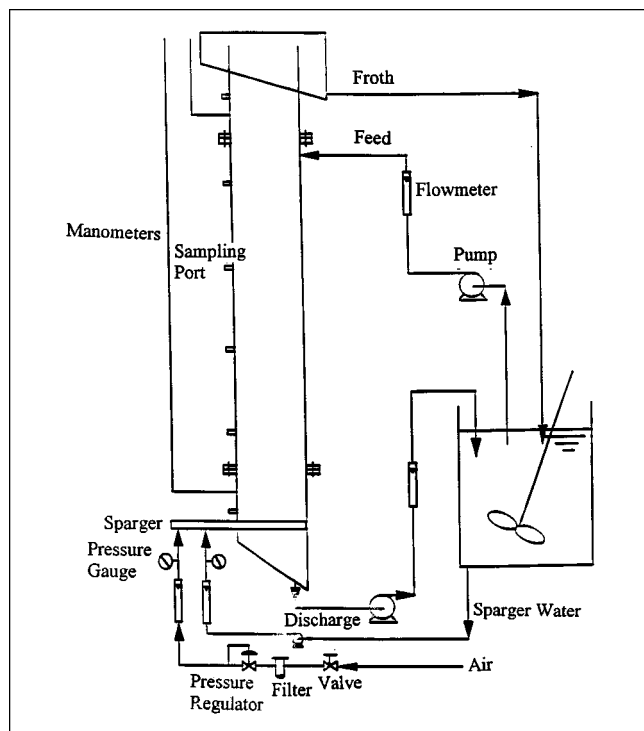 Froth
Feed
Flowmeter
Manometers
Sampling
Port
Pump
Sparger
Pressure
Gauge
Discharge
Sparger Water
Air
Pressure
Regulator
Filter
Valve